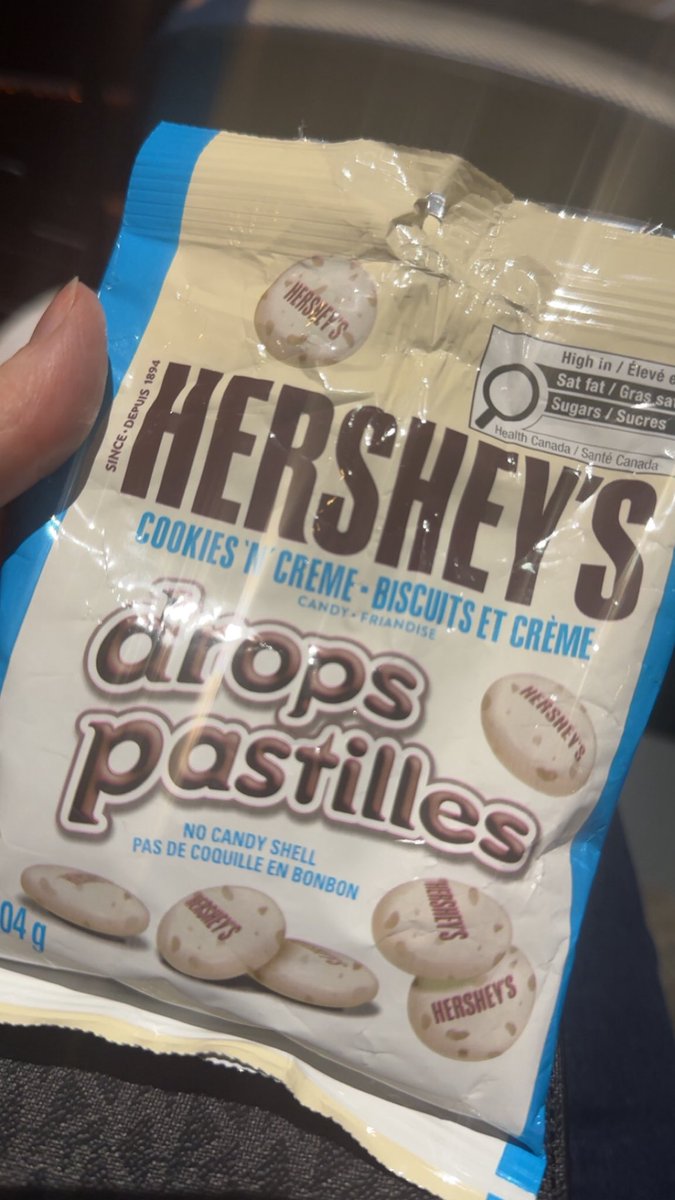 HERSHEY'S
High in / Élevé e
Sat fat / Gras sat
Sugars / Sucres
Health Canada / Santé Canada
SINCE • DEPUIS 1894
HERSHEY'S
COOKIES 'N' CREME • BISCUITS ET CRÈME
CANDY • FRIANDISE
drops
pastilles
HERSHEY'S
NO CANDY SHELL
PAS DE COQUILLE EN BONBON
04 g
HERSHEY'S
HERSHEY'S
HERSHEY'S